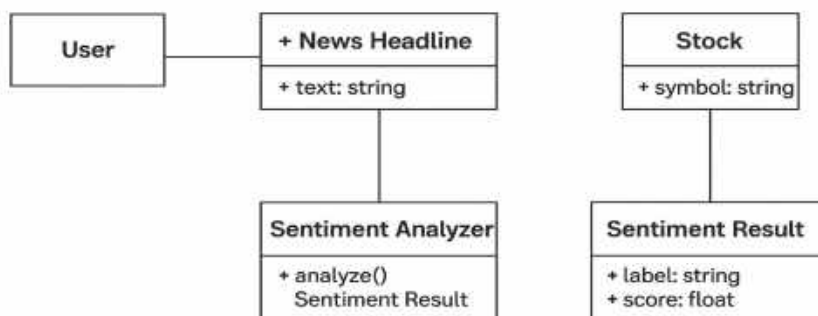 User
+ News Headline
+ text: string
Stock
+ symbol: string
Sentiment Analyzer
+ analyze()
Sentiment Result
Sentiment Result
+ label: string
+ score: float